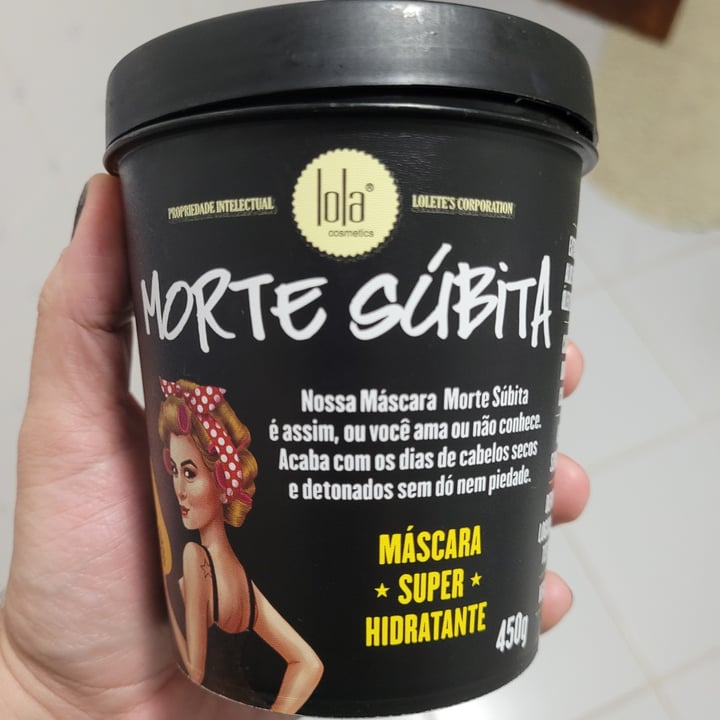 PROPRIEDADE INTELECTUAL
lola®
cosmetics
LOLETE'S CORPORATION
MORTE SÚBITA
Nossa Máscara Morte Súbita
é assim, ou você ama ou não conhece.
Acaba com os dias de cabelos secos
e detonados sem dó nem piedade.
MÁSCARA
★ SUPER ★
HIDRATANTE
450g